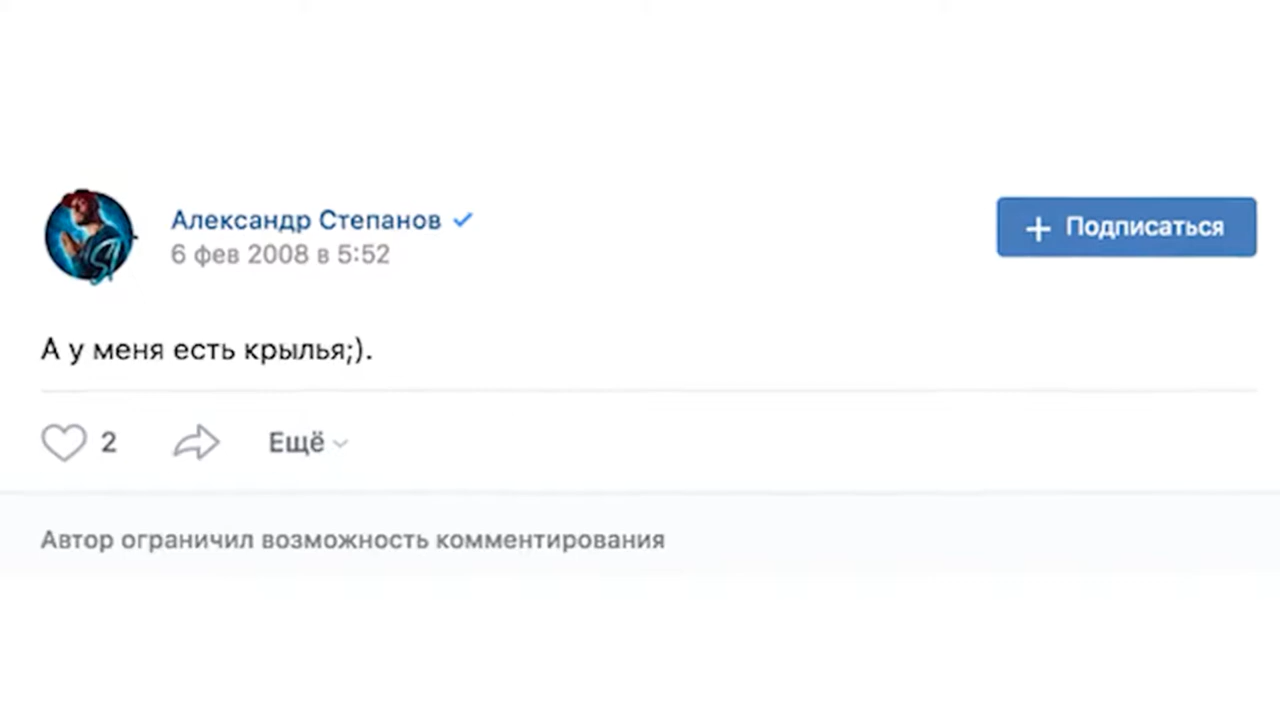 Александр Степанов
6 фев 2008 в 5:52
+ Подписаться
А у меня есть крылья;).
2
Ещё
Автор ограничил возможность комментирования